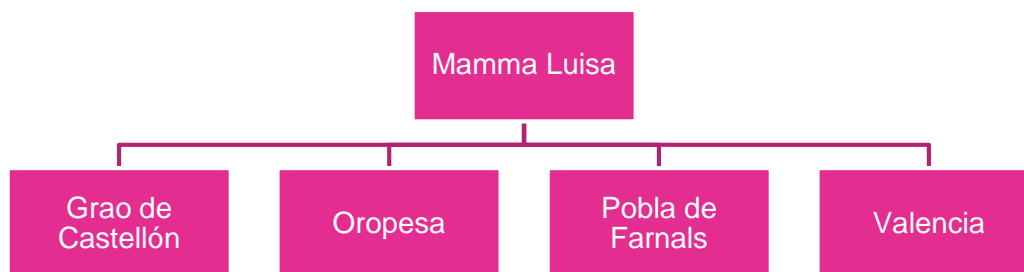 Mamma Luisa
Grao de
Castellón
Oropesa
Pobla de
Farnals
Valencia